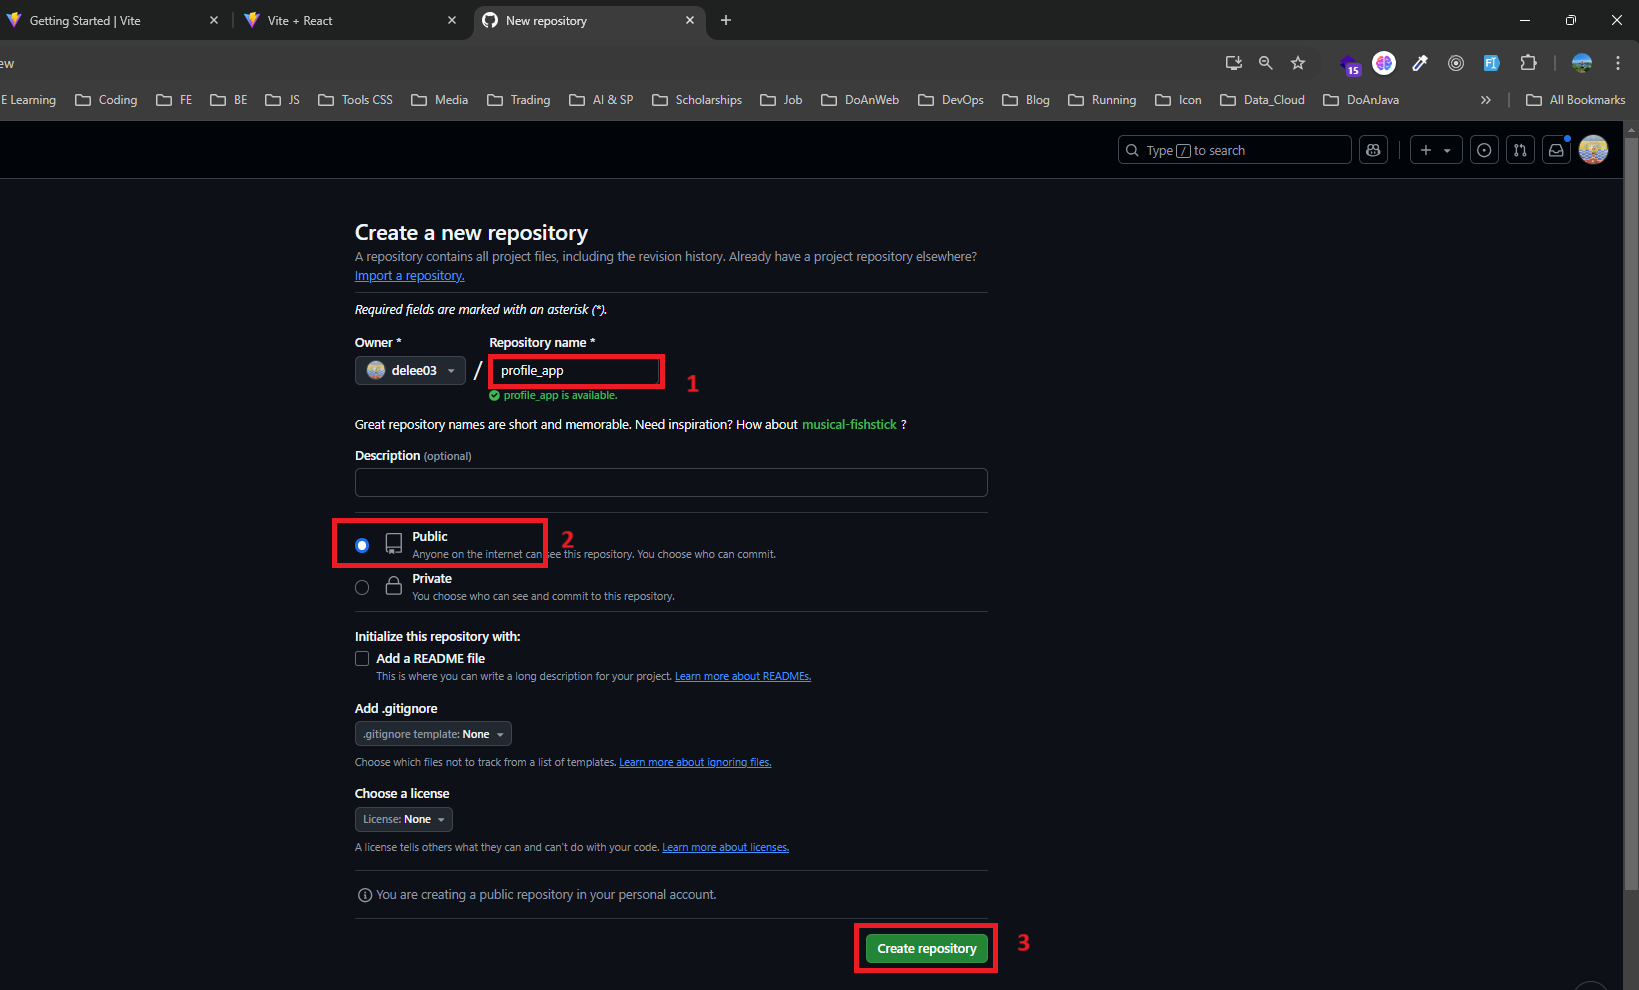 Getting Started | Vite
Vite + React
New repository
ew
15
E Learning
Coding
FE
BE
JS
Tools CSS
Media
Trading
AI & SP
Scholarships
Job
DoAnWeb
DevOps
Blog
Running
Icon
Data_Cloud
DoAnJava
All Bookmarks
Type / to search
Create a new repository
A repository contains all project files, including the revision history. Already have a project repository elsewhere?
Import a repository.
Required fields are marked with an asterisk (*).
Owner *
Repository name *
delee03
/
profile_app
1
profile_app is available.
Great repository names are short and memorable. Need inspiration? How about musical-fishstick ?
Description (optional)
Public
2
Anyone on the internet can see this repository. You choose who can commit.
Private
You choose who can see and commit to this repository.
Initialize this repository with:
Add a README file
This is where you can write a long description for your project. Learn more about READMEs.
Add .gitignore
.gitignore template: None
Choose which files not to track from a list of templates. Learn more about ignoring files.
Choose a license
License: None
A license tells others what they can and can't do with your code. Learn more about licenses.
You are creating a public repository in your personal account.
Create repository
3